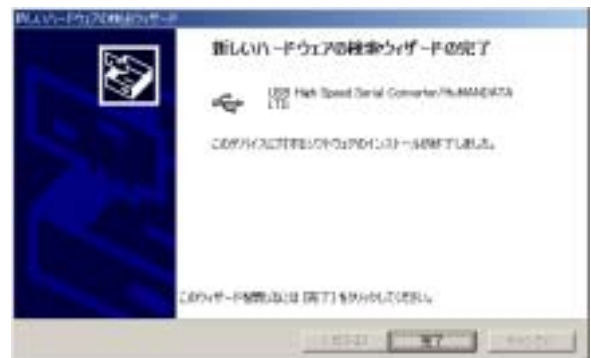 新しいハードウェアの検索ウィザード
新しいハードウェアの検索ウィザードの完了
USB High Speed Serial Converter/HuMANDATA
LTD
このデバイスに対するソフトウェアのインストールが終了しました。
このウィザードを閉じるには [完了] をクリックしてください。
完了